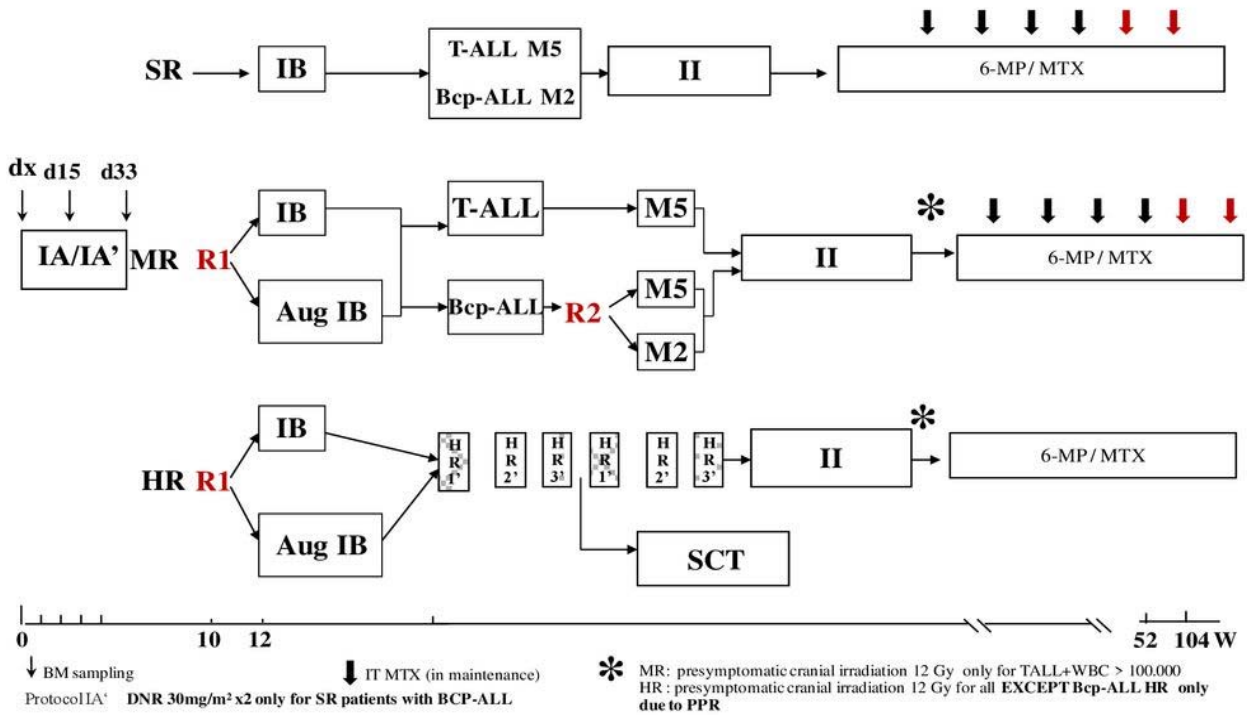 SR
IB
T-ALL M5
Bcp-ALL M2
II
6-MP / MTX
dx
d15
d33
IA/IA'
MR
R1
IB
Aug IB
T-ALL
Bcp-ALL
R2
M5
M5
M2
II
*
6-MP / MTX
HR
R1
IB
Aug IB
HR1'
HR2'
HR3'
HR1'
HR2'
HR3'
SCT
II
*
6-MP / MTX
0
10
12
52
104 W
BM sampling
IT MTX (in maintenance)
* MR: presymptomatic cranial irradiation 12 Gy only for TALL+WBC > 100.000
HR : presymptomatic cranial irradiation 12 Gy for all EXCEPT Bcp-ALL HR only
due to PPR
Protocol IA' DNR 30mg/m² x2 only for SR patients with BCP-ALL